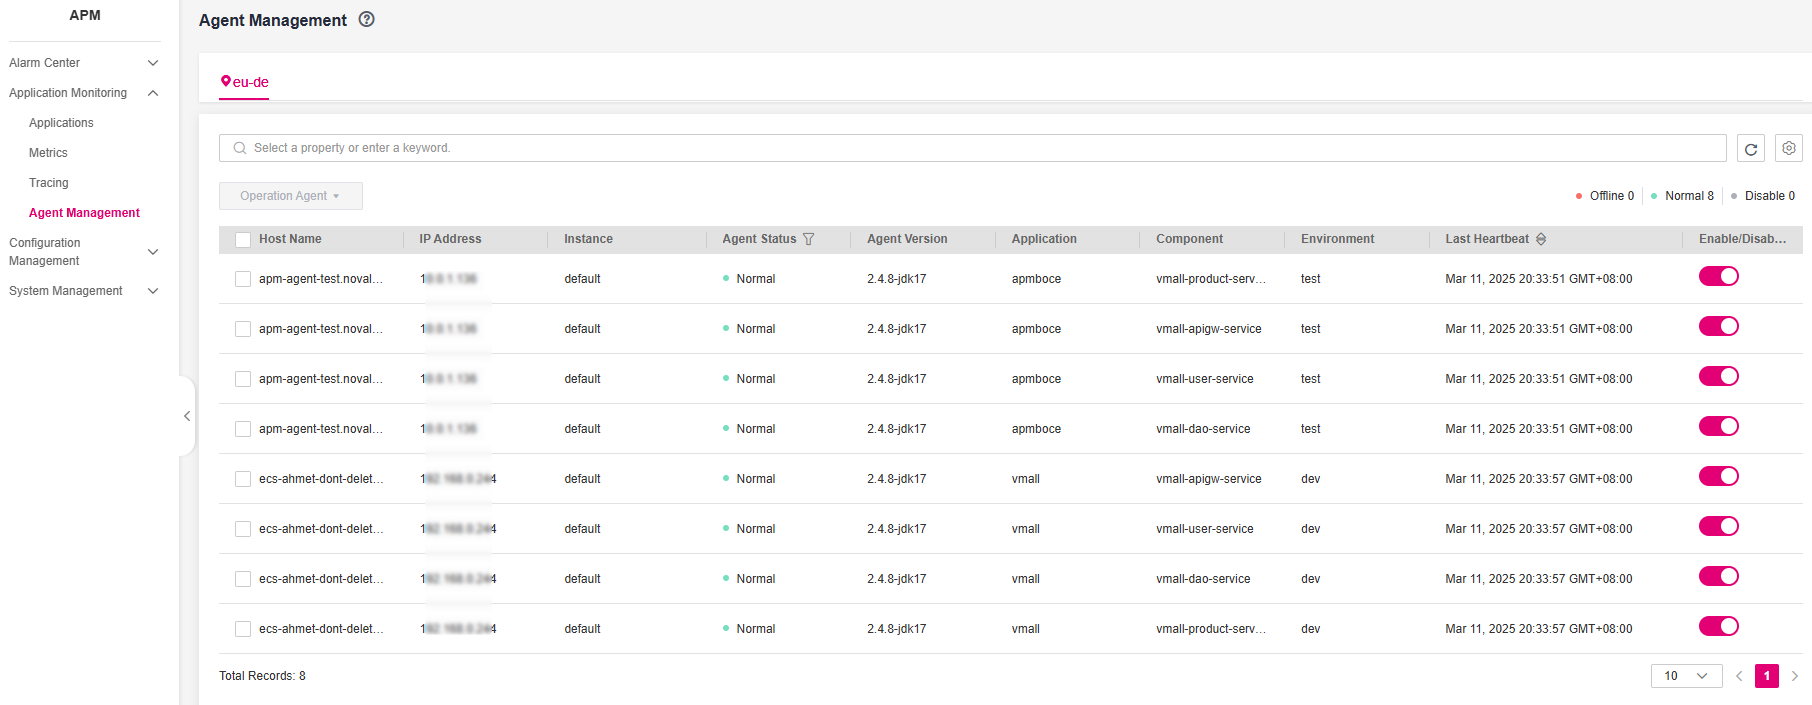 APM
Agent Management
Alarm Center
Application Monitoring
Applications
Metrics
Tracing
Agent Management
Configuration
Management
System Management
eu-de
Select a property or enter a keyword.
Operation Agent
Offline 0 Normal 8 Disable 0
Host Name IP Address Instance Agent Status Agent Version Application Component Environment Last Heartbeat Enable/Disab...
apm-agent-test.noval... default Normal 2.4.8-jdk17 apmboce vmall-product-serv... test Mar 11, 2025 20:33:51 GMT+08:00
apm-agent-test.noval... default Normal 2.4.8-jdk17 apmboce vmall-apigw-service test Mar 11, 2025 20:33:51 GMT+08:00
apm-agent-test.noval... default Normal 2.4.8-jdk17 apmboce vmall-user-service test Mar 11, 2025 20:33:51 GMT+08:00
apm-agent-test.noval... default Normal 2.4.8-jdk17 apmboce vmall-dao-service test Mar 11, 2025 20:33:51 GMT+08:00
ecs-ahmet-dont-delet... default Normal 2.4.8-jdk17 vmall vmall-apigw-service dev Mar 11, 2025 20:33:57 GMT+08:00
ecs-ahmet-dont-delet... default Normal 2.4.8-jdk17 vmall vmall-user-service dev Mar 11, 2025 20:33:57 GMT+08:00
ecs-ahmet-dont-delet... default Normal 2.4.8-jdk17 vmall vmall-dao-service dev Mar 11, 2025 20:33:57 GMT+08:00
ecs-ahmet-dont-delet... default Normal 2.4.8-jdk17 vmall vmall-product-serv... dev Mar 11, 2025 20:33:57 GMT+08:00
Total Records: 8
10
1